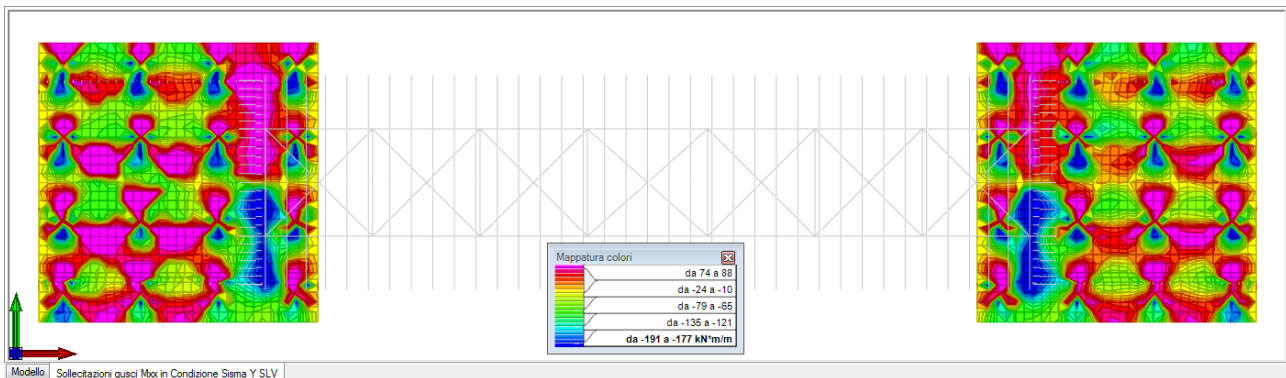 Mappatura colori
da 74 a 88
da -24 a -10
da -79 a -65
da -135 a -121
da -191 a -177 kN*m/m
Modello
Sollecitazioni gusci Mxx in Condizione Sisma Y SLV